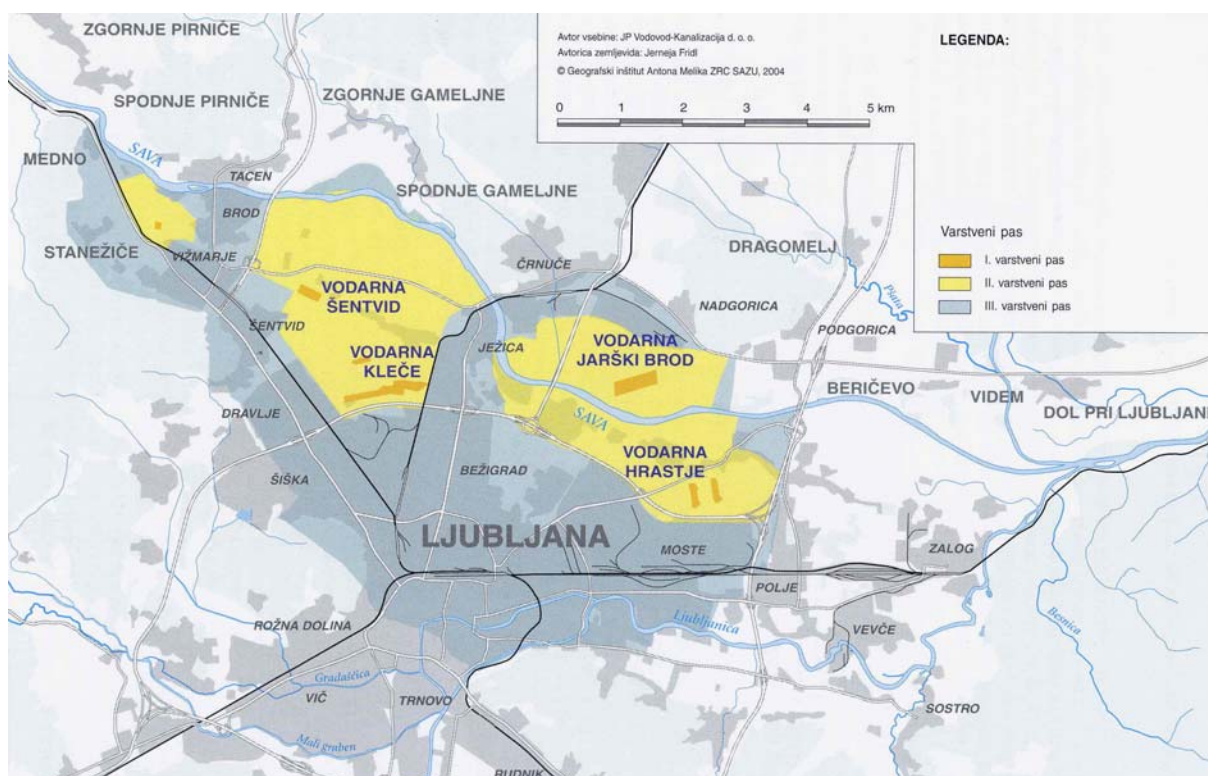 ZGORNJE PIRNIČE
Avtor vsebine: JP Vodovod-Kanalizacija d. o. o.
Avtorica zemljevida: Jerneja Fridl
© Geografski inštitut Antona Melika ZRC SAZU, 2004
LEGENDA:
0 1 2 3 4 5 km
SPODNJE PIRNIČE
ZGORNJE GAMELJNE
MEDNO
SAVA
TACEN
SPODNJE GAMELJNE
BROD
STANEŽIČE
VIŽMARJE
ČRNUČE
DRAGOMELJ
Varstveni pas
I. varstveni pas
II. varstveni pas
III. varstveni pas
VODARNA
ŠENTVID
NADGORICA
Pšata
ŠENTVID
PODGORICA
VODARNA
KLEČE
JEŽICA
VODARNA
JARŠKI BROD
BERIČEVO
VIDEM
DOL PRI LJUBLJANI
DRAVLJE
SAVA
VODARNA
HRASTJE
ŠIŠKA
BEŽIGRAD
LJUBLJANA
MOSTE
ZALOG
POLJE
Besnica
ROŽNA DOLINA
Ljubljanica
VEVČE
Gradaščica
VIČ
TRNOVO
SOSTRO
Mali graben
RUDNIK